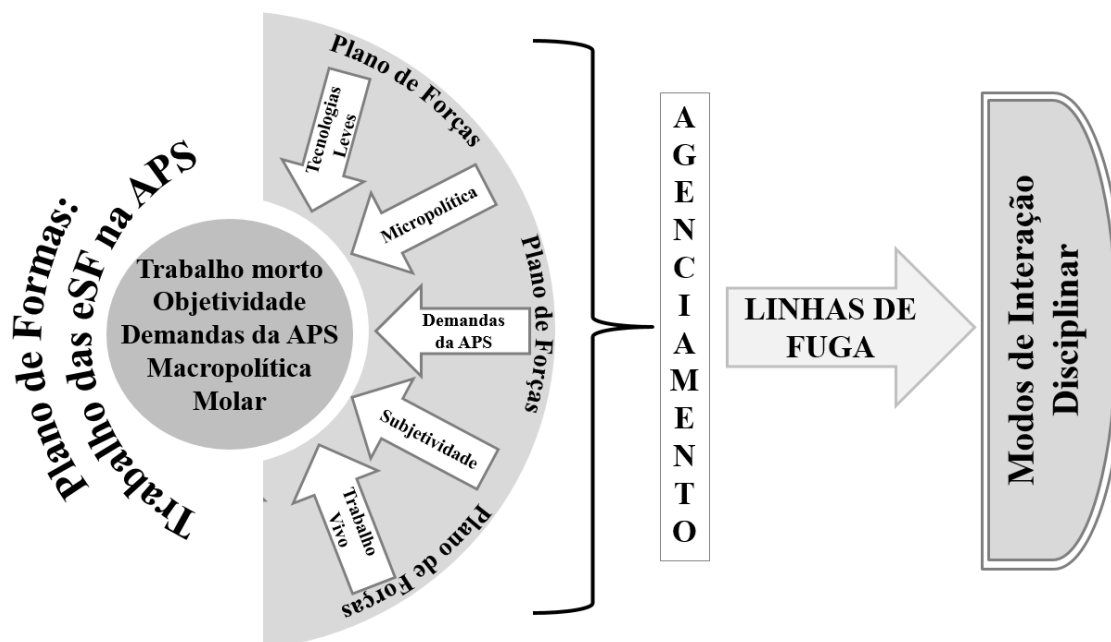 Plano de Formas:
Trabalho das eSF na APS
Trabalho morto
Objetividade
Demandas da APS
Macropolítica
Molar
Plano de Forças
Tecnologias
Leves
Micropolítica
Plano de Forças
Demandas
da APS
Subjetividade
Trabalho
Vivo
Plano de Forças
AGENCIAMENTO
LINHAS DE
FUGA
Modos de Interação
Disciplinar